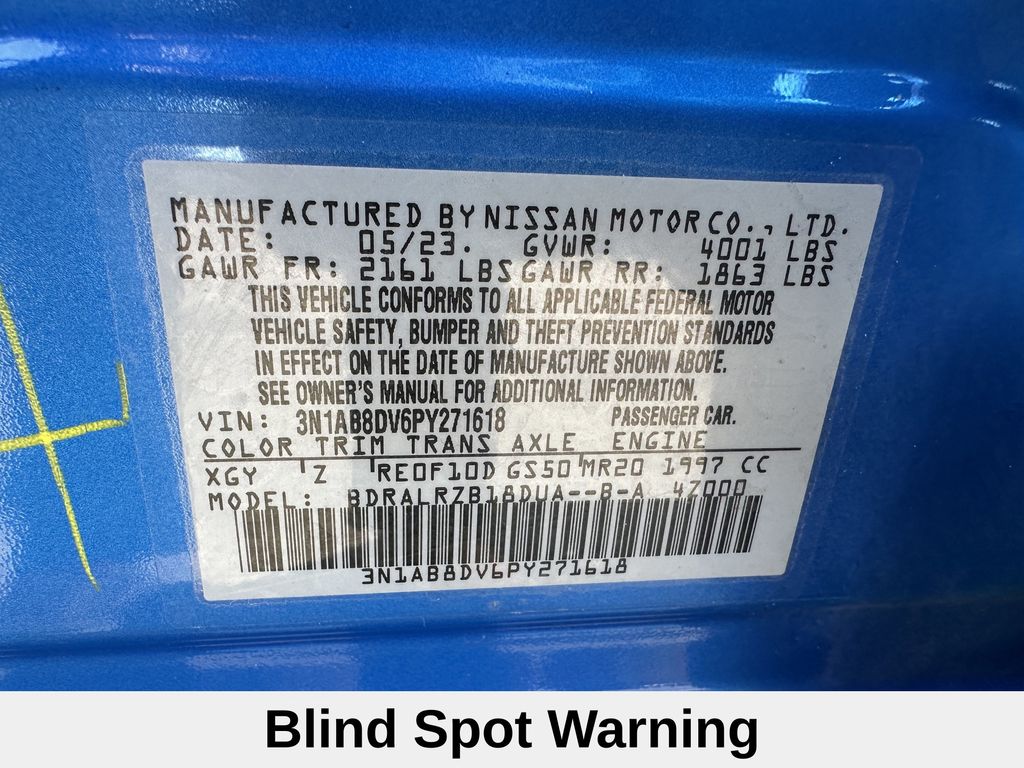 MANUFACTURED BY NISSAN MOTOR CO., LTD.
DATE: 05/23. GVWR: 4001 LBS
GAWR FR: 2161 LBS GAWR RR: 1863 LBS
THIS VEHICLE CONFORMS TO ALL APPLICABLE FEDERAL MOTOR
VEHICLE SAFETY, BUMPER AND THEFT PREVENTION STANDARDS
IN EFFECT ON THE DATE OF MANUFACTURE SHOWN ABOVE.
SEE OWNER'S MANUAL FOR ADDITIONAL INFORMATION.
VIN: 3N1AB8DV6PY271618 PASSENGER CAR.
COLOR TRIM TRANS AXLE ENGINE
XGY Z RE0F10D GS50 MR20 1997 CC
MODEL: BDRALRZB18DUA--B-A 47000
3N1AB8DV6PY271618
Blind Spot Warning